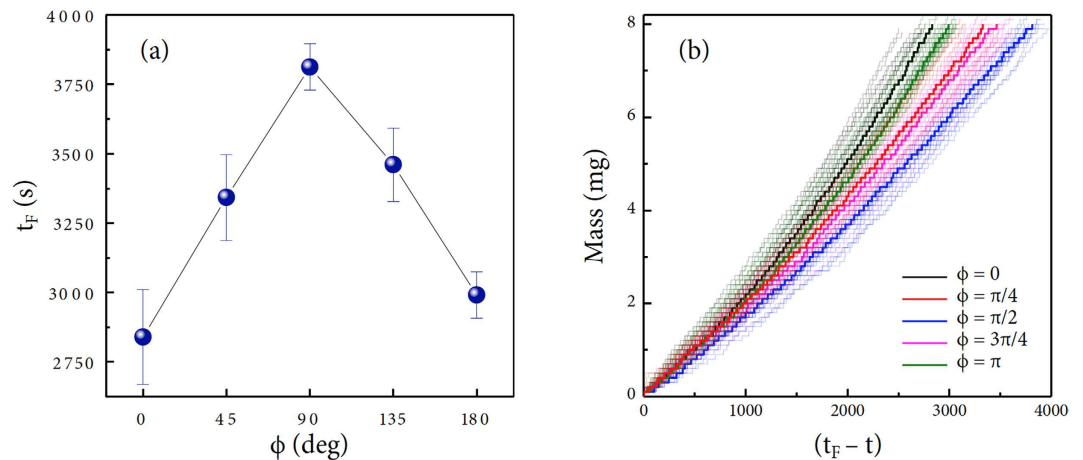 (a)
4000
3750
3500
3250
3000
2750
t_F (s)
0 45 90 135 180
ϕ (deg)
(b)
8
6
4
2
0
Mass (mg)
ϕ = 0
ϕ = π/4
ϕ = π/2
ϕ = 3π/4
ϕ = π
0 1000 2000 3000 4000
(t_F – t)